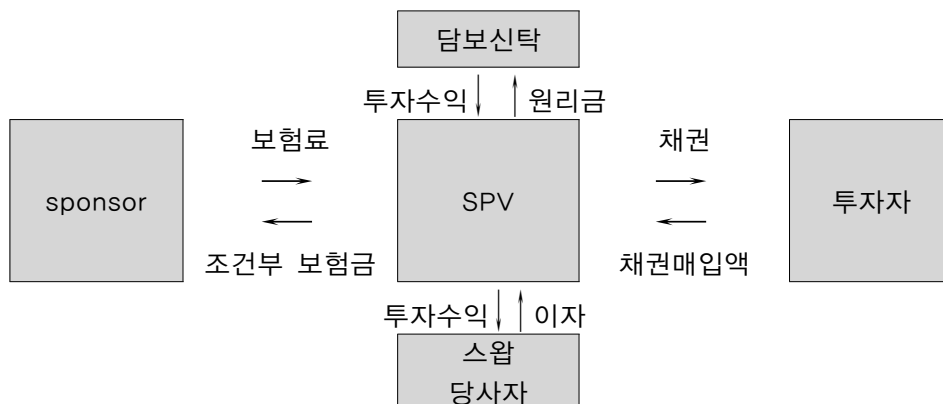 담보신탁
투자수익 원리금
보험료 채권
sponsor SPV 투자자
조건부 보험금 채권매입액
투자수익 이자
스왑
당사자